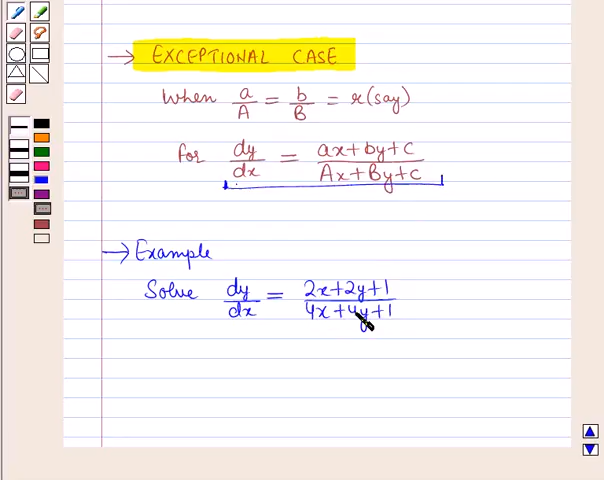 → EXCEPTIONAL CASE
When a/A = b/B = r(say)
for dy/dx = ax+by+c / Ax+By+c
→ Example
Solve dy/dx = 2x+2y+1 / 4x+4y+1